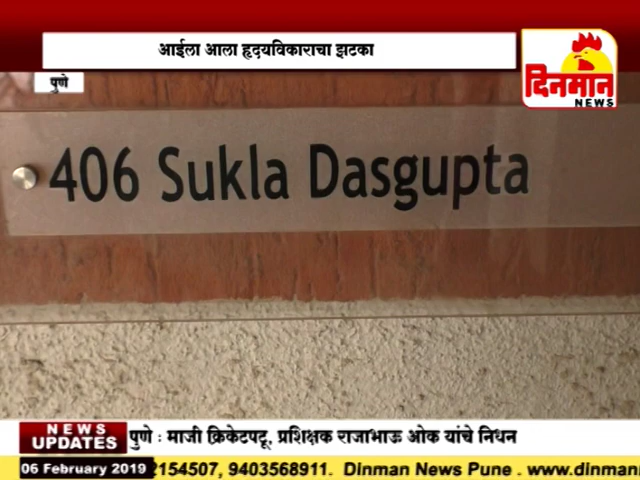 आईला आला हृदयविकाराचा झटका
दिनमान
NEWS
पुणे
406 Sukla Dasgupta
NEWS
UPDATES
पुणे : माजी क्रिकेटपटू, प्रशिक्षक राजाभाऊ ओक यांचे निधन
06 February 2019
2154507, 9403568911. Dinman News Pune . www.dinman